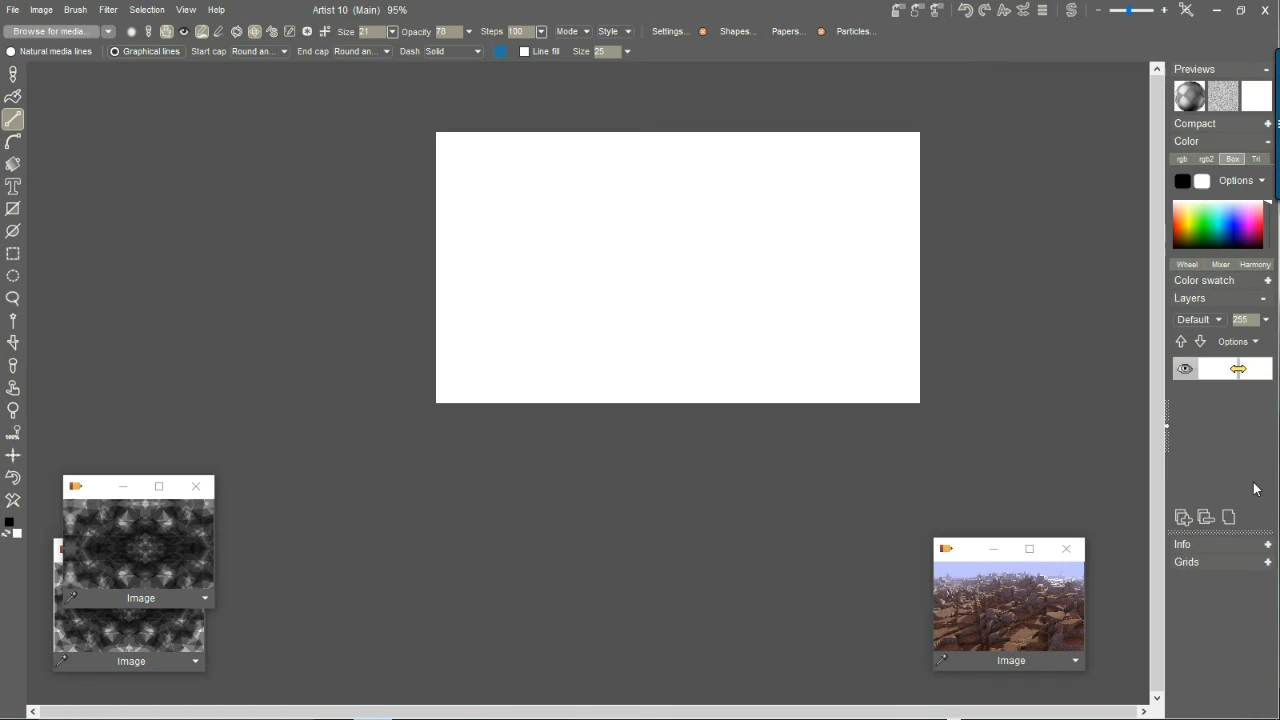 File Image Brush Filter Selection View Help Artist 10 (Main) 95%
Browse for media... Size 21 Opacity 78 Steps 100 Mode Style Settings... Shapes... Papers... Particles...
Natural media lines Graphical lines Start cap Round an... End cap Round an... Dash Solid Line fill Size 25
Previews
Compact
Color
rgb rgb2 Box Tri
Options
Wheel Mixer Harmony
Color swatch
Layers
Default 255
Options
Info
Grids
Image
Image
Image